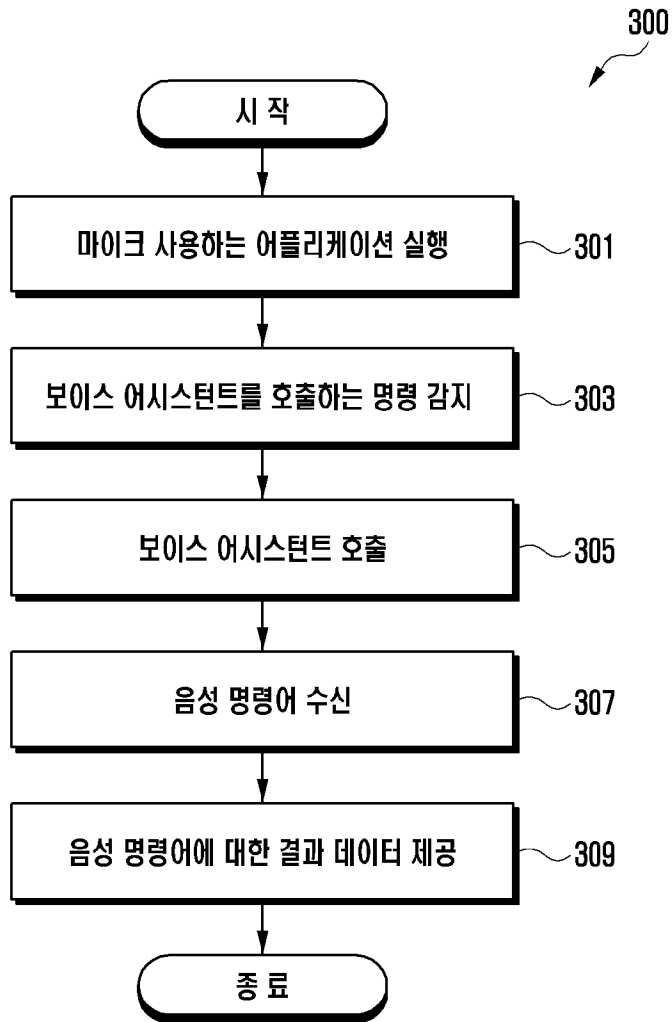 300
시 작
마이크 사용하는 어플리케이션 실행
301
보이스 어시스턴트를 호출하는 명령 감지
303
보이스 어시스턴트 호출
305
음성 명령어 수신
307
음성 명령어에 대한 결과 데이터 제공
309
종 료